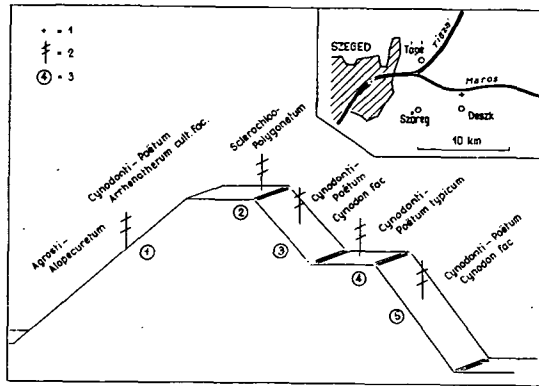 + = 1
= 2
④ = 3
SZEGED
Tápé
Tisza
Maros
Szőreg
Deszk
10 km
Agrosti-
Alopecuretum
Cynodonti-Poëtum
Arrhenatherum cult. fac.
Sclerochloo-
Polygonetum
Cynodonti-
Poëtum
Cynodon fac
Cynodonti-
Poëtum typicum
Cynodonti-Poëtum
Cynodon fac
①
②
③
④
⑤